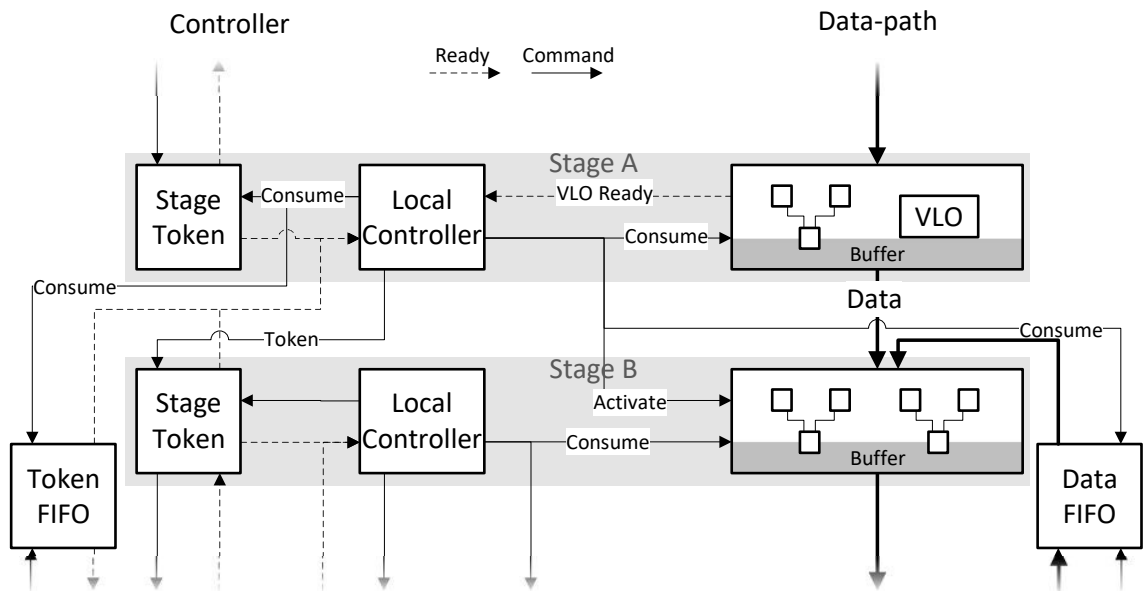 Controller
Data-path
Ready
Command
Stage A
Stage
Token
Consume
Local
Controller
VLO Ready
Consume
VLO
Buffer
Consume
Data
Token
Consume
Stage B
Stage
Token
Local
Controller
Activate
Consume
Buffer
Token
FIFO
Data
FIFO